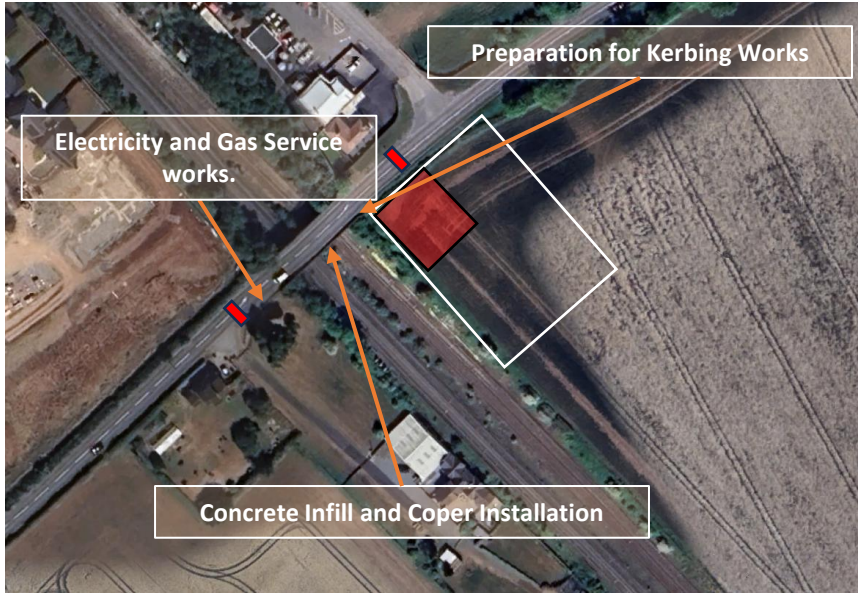 Preparation for Kerbing Works
Electricity and Gas Service
works.
Concrete Infill and Coper Installation